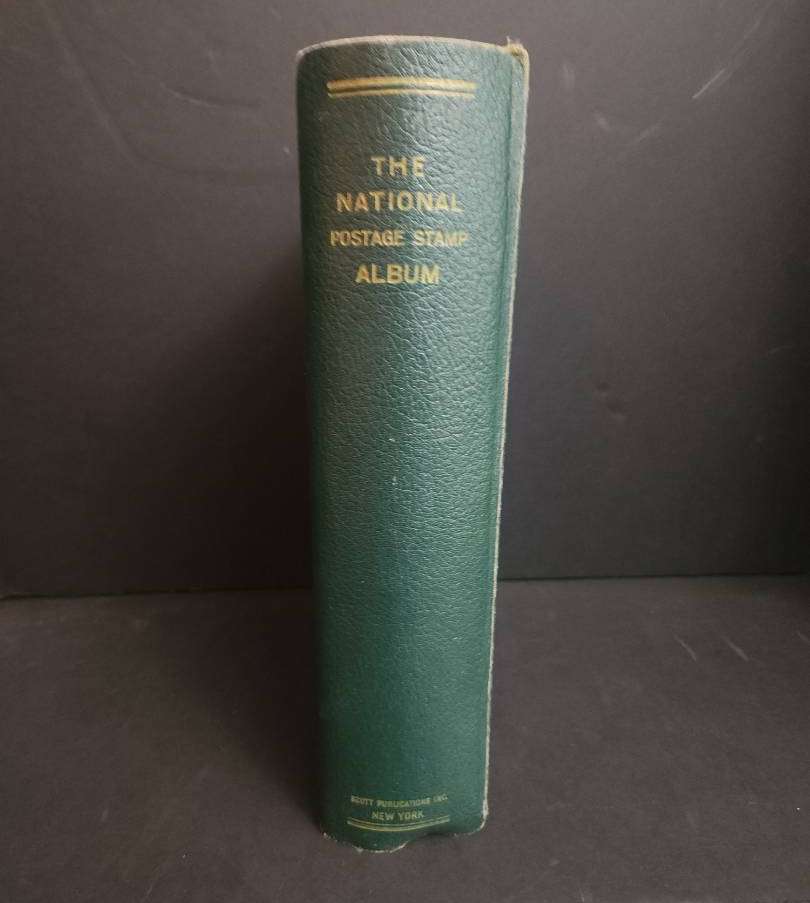 THE
NATIONAL
POSTAGE STAMP
ALBUM
SCOTT PUBLICATIONS INC.
NEW YORK